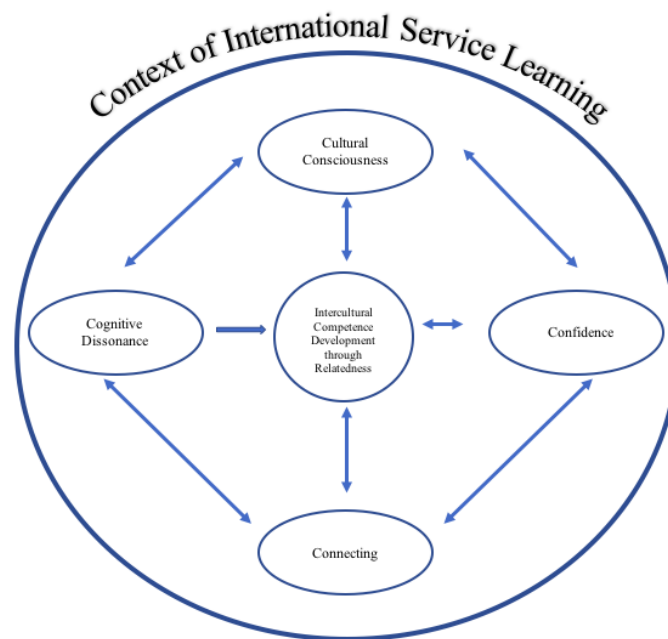 Context of International Service Learning
Cultural
Consciousness
Cognitive
Dissonance
Intercultural
Competence
Development
through
Relatedness
Confidence
Connecting